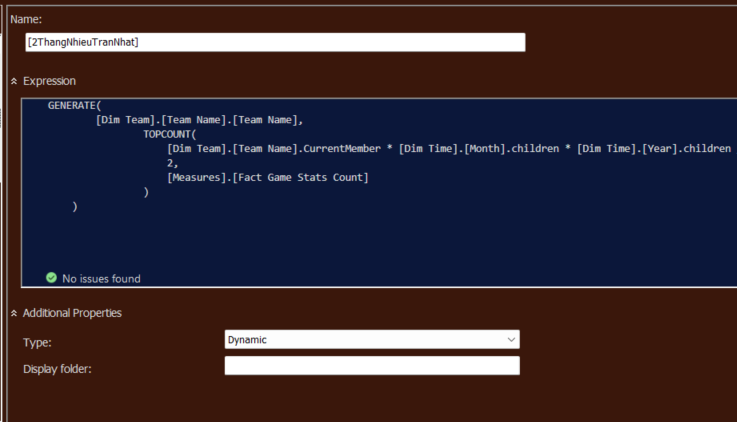 Name:
[2ThangNhieuTranNhat]
Expression
GENERATE(
[Dim Team].[Team Name].[Team Name],
TOPCOUNT(
[Dim Team].[Team Name].CurrentMember * [Dim Time].[Month].children * [Dim Time].[Year].children
2,
[Measures].[Fact Game Stats Count]
)
)
No issues found
Additional Properties
Type:
Dynamic
Display folder: